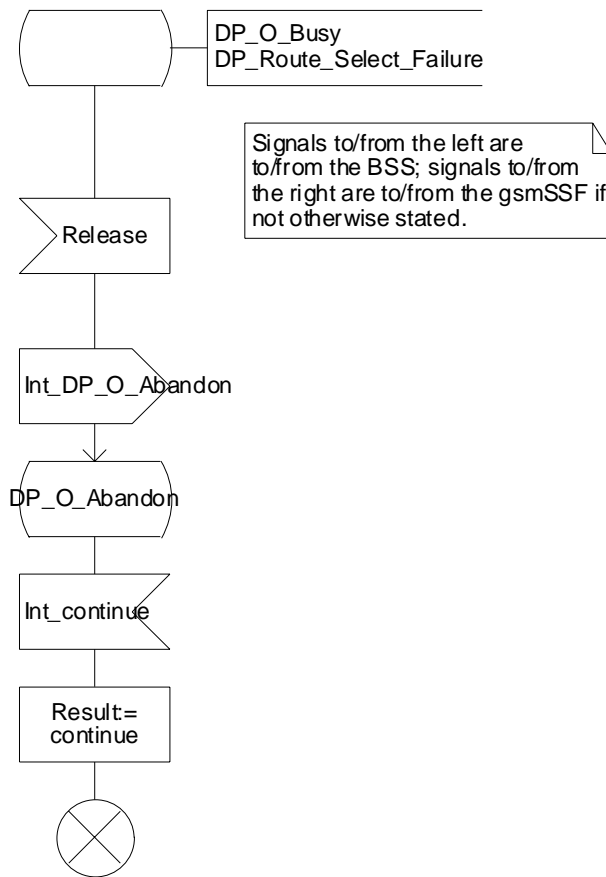 DP_O_Busy
DP_Route_Select_Failure
Signals to/from the left are
to/from the BSS; signals to/from
the right are to/from the gsmSSF if
not otherwise stated.
Release
Int_DP_O_Abandon
DP_O_Abandon
Int_continue
Result:=
continue